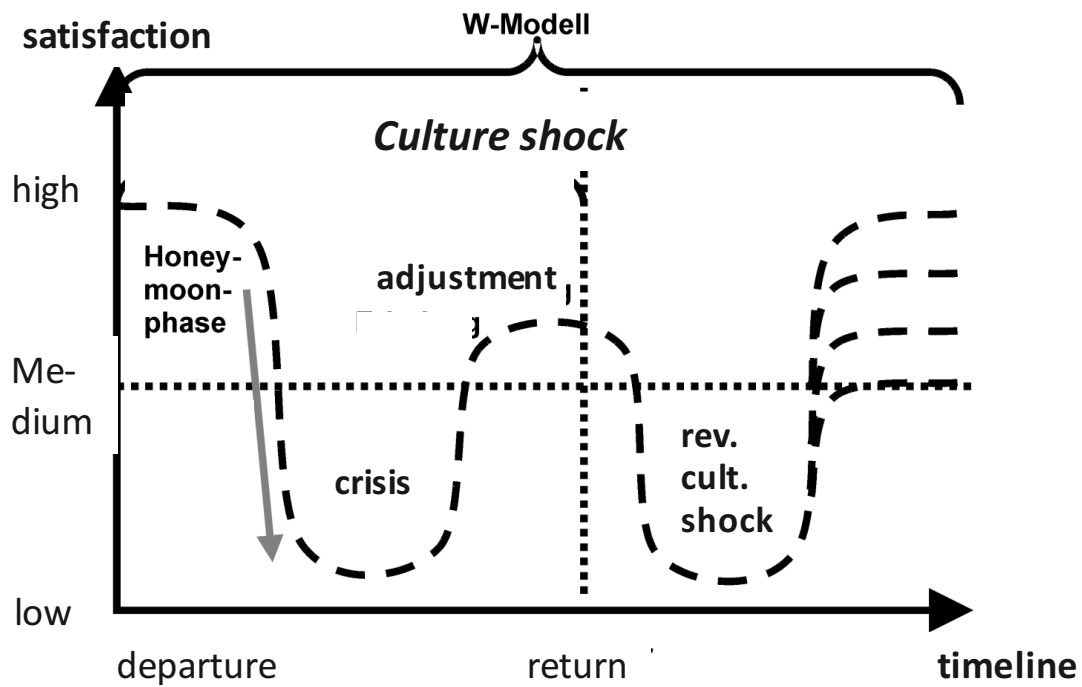 W-Modell
satisfaction
Culture shock
high
Honey-
moon-
phase
adjustment
Me-
dium
crisis
rev.
cult.
shock
low
departure
return
timeline